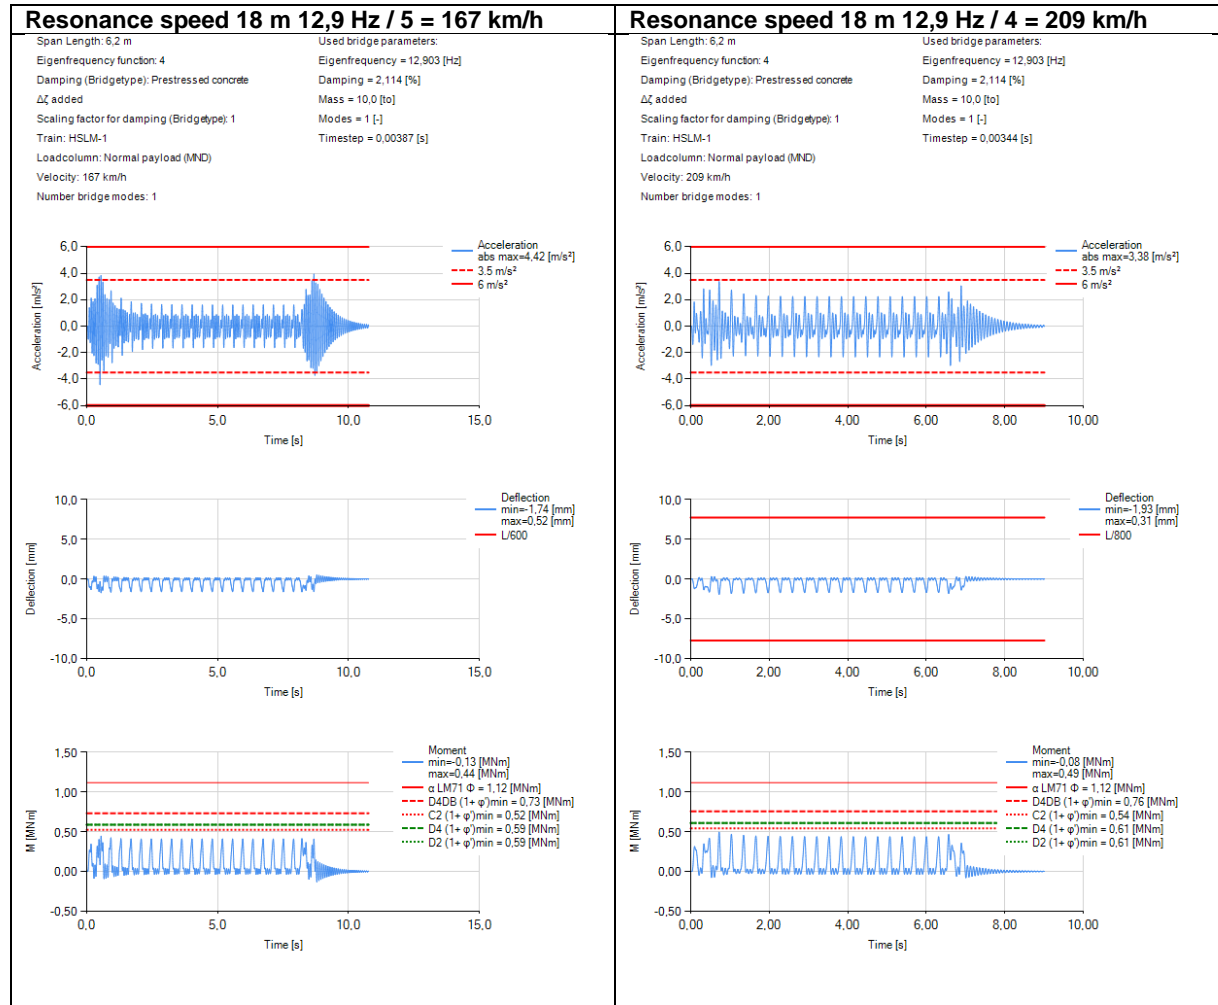 Resonance speed 18 m 12,9 Hz / 5 = 167 km/h
Span Length: 6,2 m
Eigenfrequency function: 4
Damping (Bridgetype): Prestressed concrete
Δζ added
Scaling factor for damping (Bridgetype): 1
Train: HSLM-1
Loadcolumn: Normal payload (MND)
Velocity: 167 km/h
Number bridge modes: 1
Used bridge parameters:
Eigenfrequency = 12,903 [Hz]
Damping = 2,114 [%]
Mass = 10,0 [to]
Modes = 1 [-]
Timestep = 0,00387 [s]
Acceleration [m/s²]
6,0
4,0
2,0
0,0
-2,0
-4,0
-6,0
0,0 5,0 10,0 15,0
Time [s]
Acceleration
abs max=4,42 [m/s²]
3.5 m/s²
6 m/s²
Deflection [mm]
10,0
5,0
0,0
-5,0
-10,0
0,0 5,0 10,0 15,0
Time [s]
Deflection
min=-1,74 [mm]
max=0,52 [mm]
L/600
M [MNm]
1,50
1,00
0,50
0,00
-0,50
0,0 5,0 10,0 15,0
Time [s]
Moment
min=-0,13 [MNm]
max=0,44 [MNm]
α LM71 Φ = 1,12 [MNm]
D4DB (1+ φ')min = 0,73 [MNm]
C2 (1+ φ')min = 0,52 [MNm]
D4 (1+ φ')min = 0,59 [MNm]
D2 (1+ φ')min = 0,59 [MNm]
Resonance speed 18 m 12,9 Hz / 4 = 209 km/h
Span Length: 6,2 m
Eigenfrequency function: 4
Damping (Bridgetype): Prestressed concrete
Δζ added
Scaling factor for damping (Bridgetype): 1
Train: HSLM-1
Loadcolumn: Normal payload (MND)
Velocity: 209 km/h
Number bridge modes: 1
Used bridge parameters:
Eigenfrequency = 12,903 [Hz]
Damping = 2,114 [%]
Mass = 10,0 [to]
Modes = 1 [-]
Timestep = 0,00344 [s]
Acceleration [m/s²]
6,0
4,0
2,0
0,0
-2,0
-4,0
-6,0
0,00 2,00 4,00 6,00 8,00 10,00
Time [s]
Acceleration
abs max=3,38 [m/s²]
3.5 m/s²
6 m/s²
Deflection [mm]
10,0
5,0
0,0
-5,0
-10,0
0,00 2,00 4,00 6,00 8,00 10,00
Time [s]
Deflection
min=-1,93 [mm]
max=0,31 [mm]
L/800
M [MNm]
1,50
1,00
0,50
0,00
-0,50
0,00 2,00 4,00 6,00 8,00 10,00
Time [s]
Moment
min=-0,08 [MNm]
max=0,49 [MNm]
α LM71 Φ = 1,12 [MNm]
D4DB (1+ φ')min = 0,76 [MNm]
C2 (1+ φ')min = 0,54 [MNm]
D4 (1+ φ')min = 0,61 [MNm]
D2 (1+ φ')min = 0,61 [MNm]